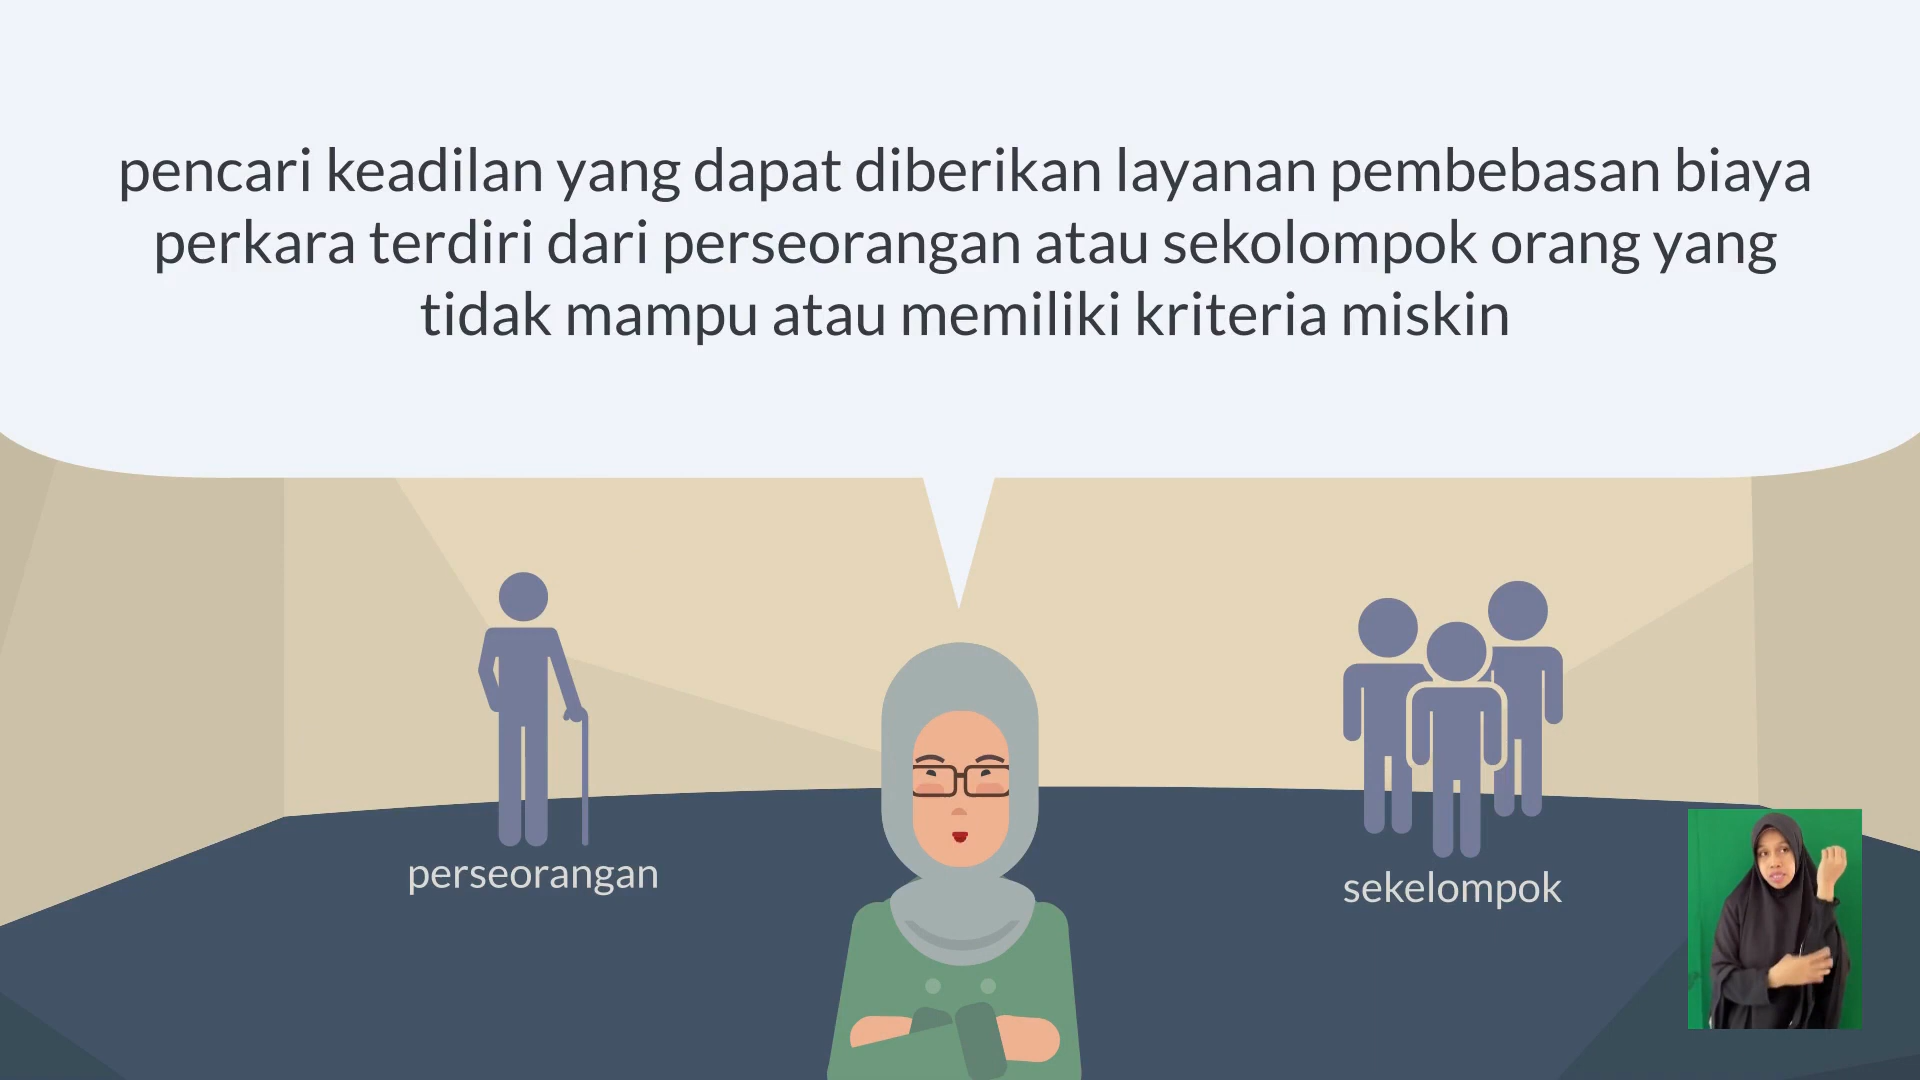 pencari keadilan yang dapat diberikan layanan pembebasan biaya
perkara terdiri dari perseorangan atau sekolompok orang yang
tidak mampu atau memiliki kriteria miskin
perseorangan
sekelompok